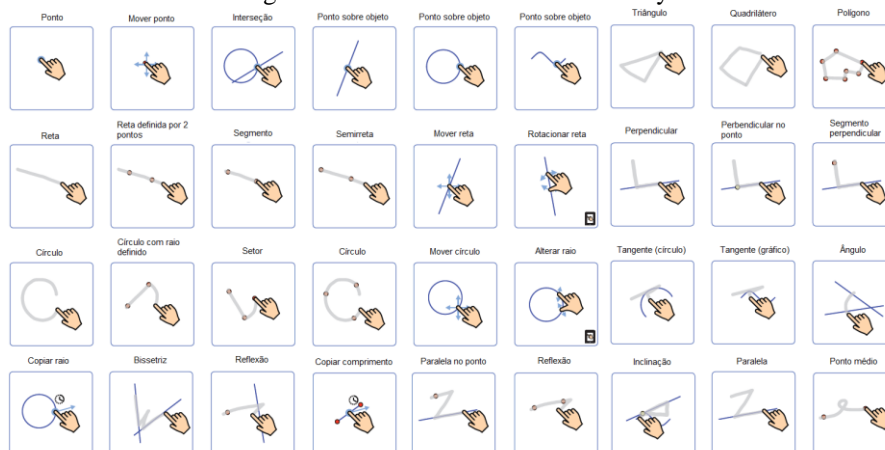 Ponto
Mover ponto
Interseção
Ponto sobre objeto
Ponto sobre objeto
Ponto sobre objeto
Triângulo
Quadrilátero
Polígono
Reta
Reta definida por 2
pontos
Segmento
Semirreta
Mover reta
Rotacionar reta
Perpendicular
Perbendicular no
ponto
Segmento
perpendicular
Círculo
Círculo com raio
definido
Setor
Círculo
Mover círculo
Alterar raio
Tangente (círculo)
Tangente (gráfico)
Ângulo
Copiar raio
Bissetriz
Reflexão
Copiar comprimento
Paralela no ponto
Reflexão
Inclinação
Paralela
Ponto médio